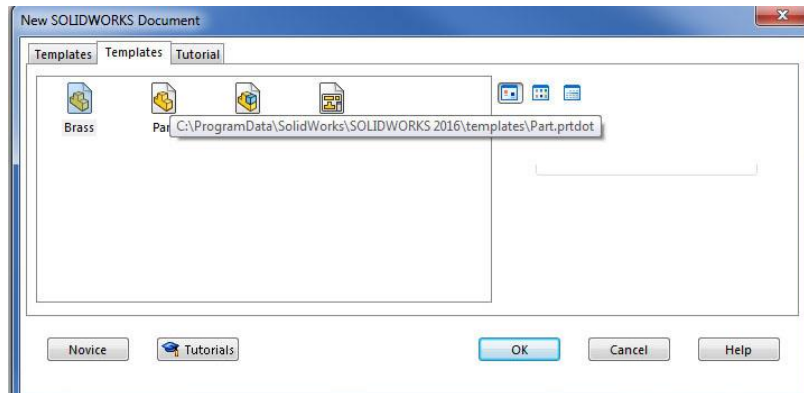 New SOLIDWORKS Document
Templates Templates Tutorial
Brass
C:\ProgramData\SolidWorks\SOLIDWORKS 2016\templates\Part.prtdot
Novice Tutorials OK Cancel Help